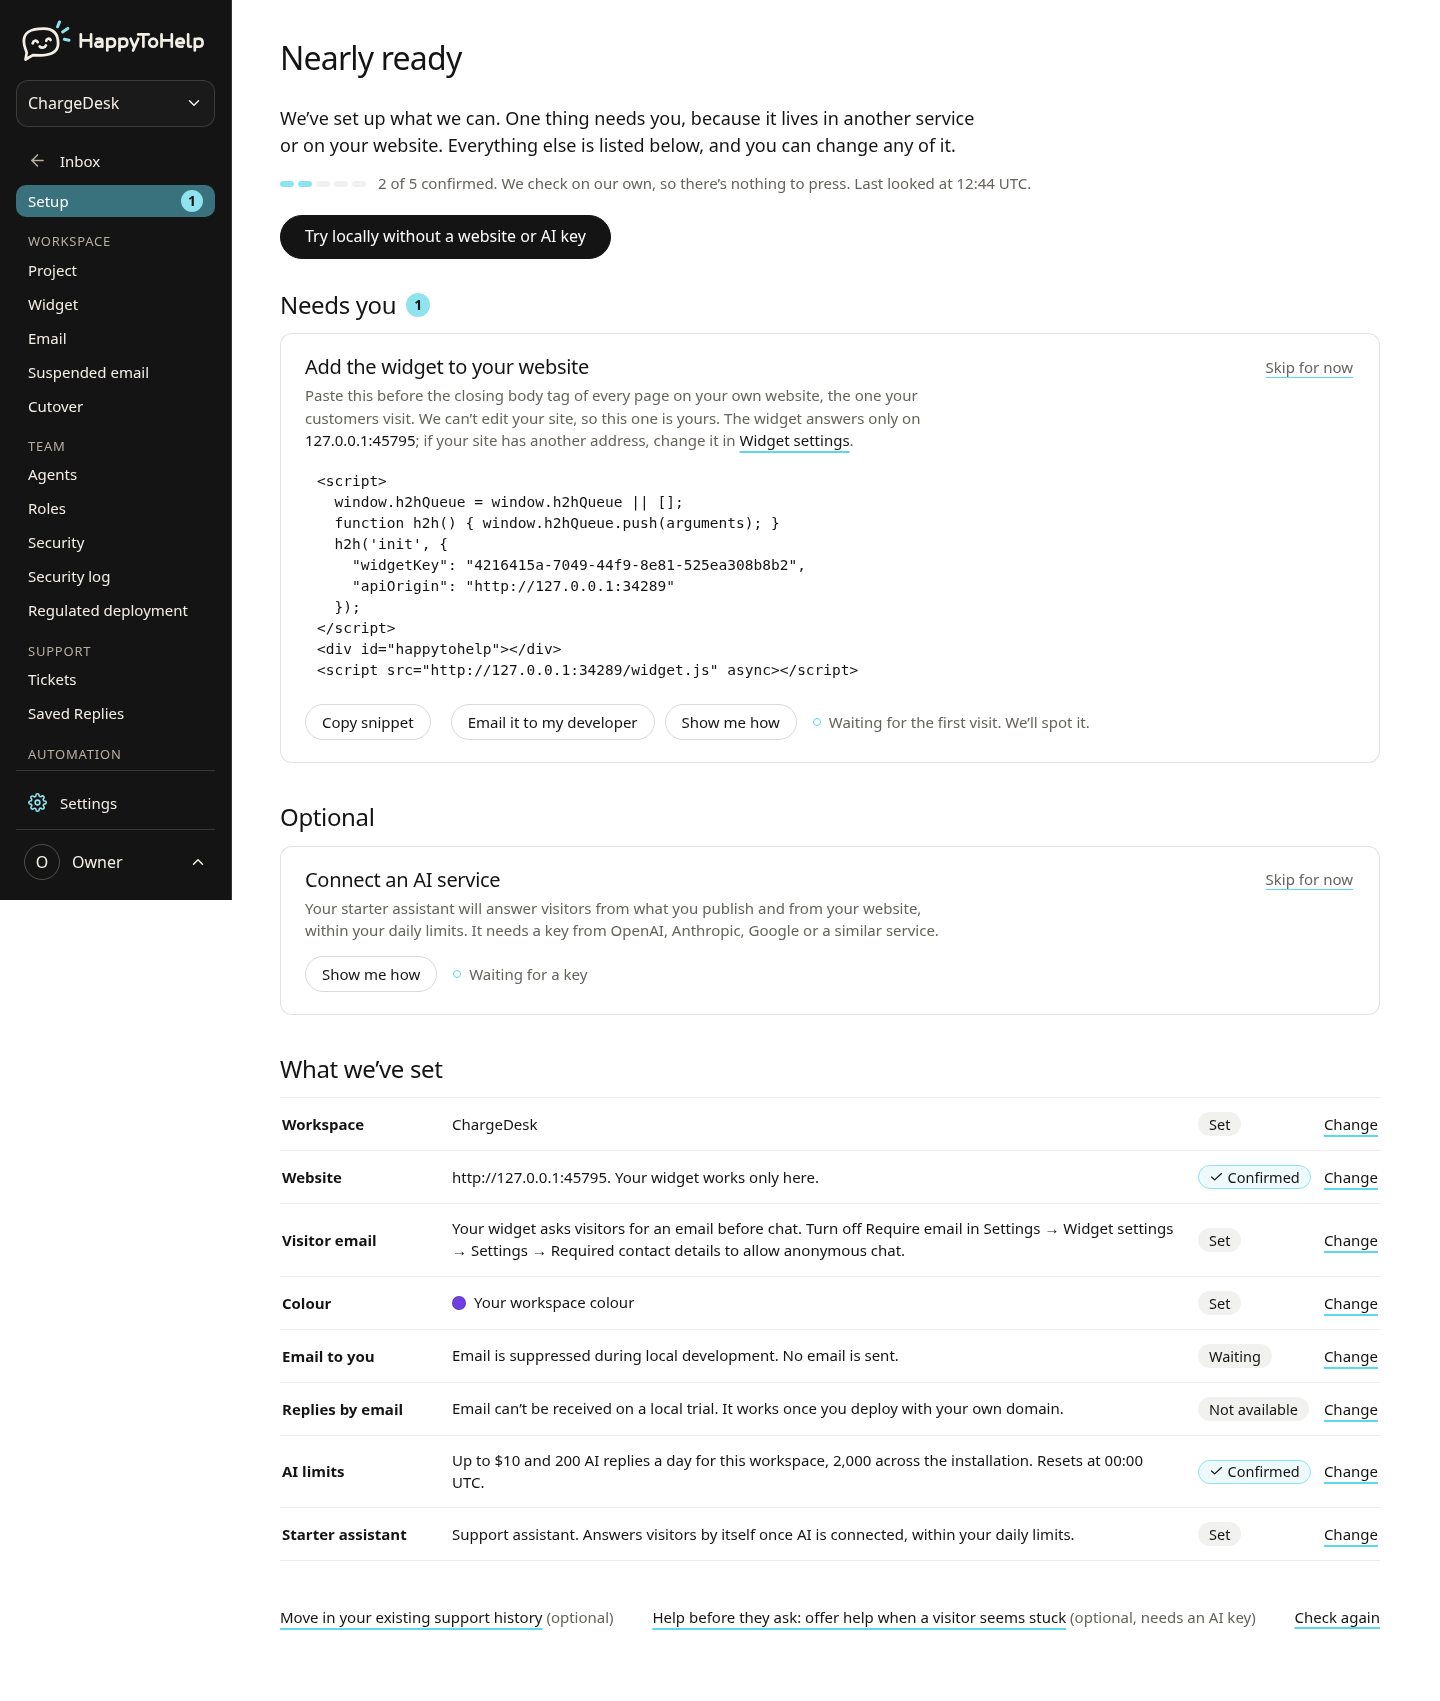 HappyToHelp
ChargeDesk
Inbox
Setup 1
WORKSPACE
Project
Widget
Email
Suspended email
Cutover
TEAM
Agents
Roles
Security
Security log
Regulated deployment
SUPPORT
Tickets
Saved Replies
AUTOMATION
Settings
O Owner
Nearly ready
We’ve set up what we can. One thing needs you, because it lives in another service
or on your website. Everything else is listed below, and you can change any of it.
2 of 5 confirmed. We check on our own, so there’s nothing to press. Last looked at 12:44 UTC.
Try locally without a website or AI key
Needs you 1
Add the widget to your website
Skip for now
Paste this before the closing body tag of every page on your own website, the one your
customers visit. We can’t edit your site, so this one is yours. The widget answers only on
127.0.0.1:45795; if your site has another address, change it in Widget settings.
<script>
  window.h2hQueue = window.h2hQueue || [];
  function h2h() { window.h2hQueue.push(arguments); }
  h2h('init', {
    "widgetKey": "4216415a-7049-44f9-8e81-525ea308b8b2",
    "apiOrigin": "http://127.0.0.1:34289"
  });
</script>
<div id="happytohelp"></div>
<script src="http://127.0.0.1:34289/widget.js" async></script>
Copy snippet Email it to my developer Show me how Waiting for the first visit. We’ll spot it.
Optional
Connect an AI service
Skip for now
Your starter assistant will answer visitors from what you publish and from your website,
within your daily limits. It needs a key from OpenAI, Anthropic, Google or a similar service.
Show me how Waiting for a key
What we’ve set
Workspace ChargeDesk Set Change
Website http://127.0.0.1:45795. Your widget works only here. ✓ Confirmed Change
Visitor email Your widget asks visitors for an email before chat. Turn off Require email in Settings → Widget settings
→ Settings → Required contact details to allow anonymous chat. Set Change
Colour Your workspace colour Set Change
Email to you Email is suppressed during local development. No email is sent. Waiting Change
Replies by email Email can’t be received on a local trial. It works once you deploy with your own domain. Not available Change
AI limits Up to $10 and 200 AI replies a day for this workspace, 2,000 across the installation. Resets at 00:00
UTC. ✓ Confirmed Change
Starter assistant Support assistant. Answers visitors by itself once AI is connected, within your daily limits. Set Change
Move in your existing support history (optional) Help before they ask: offer help when a visitor seems stuck (optional, needs an AI key) Check again